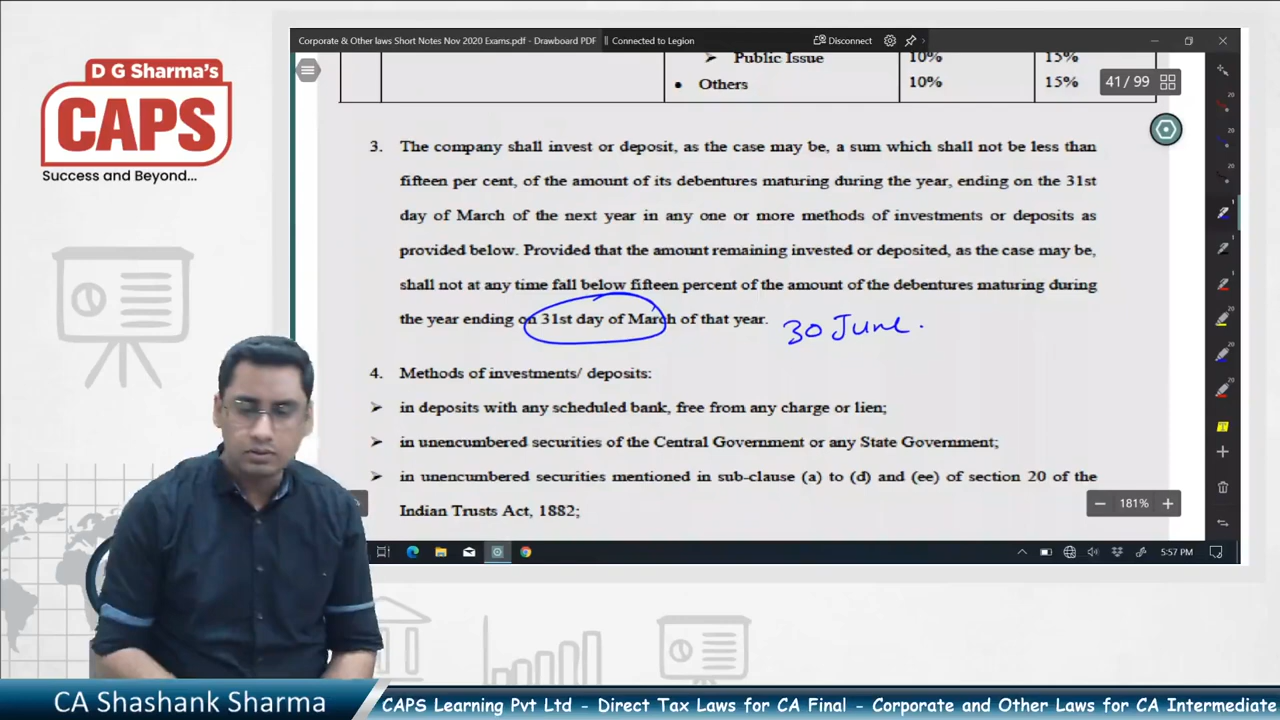 D G Sharma's
CAPS
Success and Beyond...
Corporate & Other laws Short Notes Nov 2020 Exams.pdf - Drawboard PDF
Connected to Legion
Disconnect
➤ Public Issue 10% 15%
• Others 10% 15%
41 / 99
3. The company shall invest or deposit, as the case may be, a sum which shall not be less than
fifteen per cent, of the amount of its debentures maturing during the year, ending on the 31st
day of March of the next year in any one or more methods of investments or deposits as
provided below. Provided that the amount remaining invested or deposited, as the case may be,
shall not at any time fall below fifteen percent of the amount of the debentures maturing during
the year ending on 31st day of March of that year.
30 June.
4. Methods of investments/ deposits:
➤ in deposits with any scheduled bank, free from any charge or lien;
➤ in unencumbered securities of the Central Government or any State Government;
➤ in unencumbered securities mentioned in sub-clause (a) to (d) and (ee) of section 20 of the
Indian Trusts Act, 1882;
181%
5:57 PM
CA Shashank Sharma
CAPS Learning Pvt Ltd - Direct Tax Laws for CA Final - Corporate and Other Laws for CA Intermediate